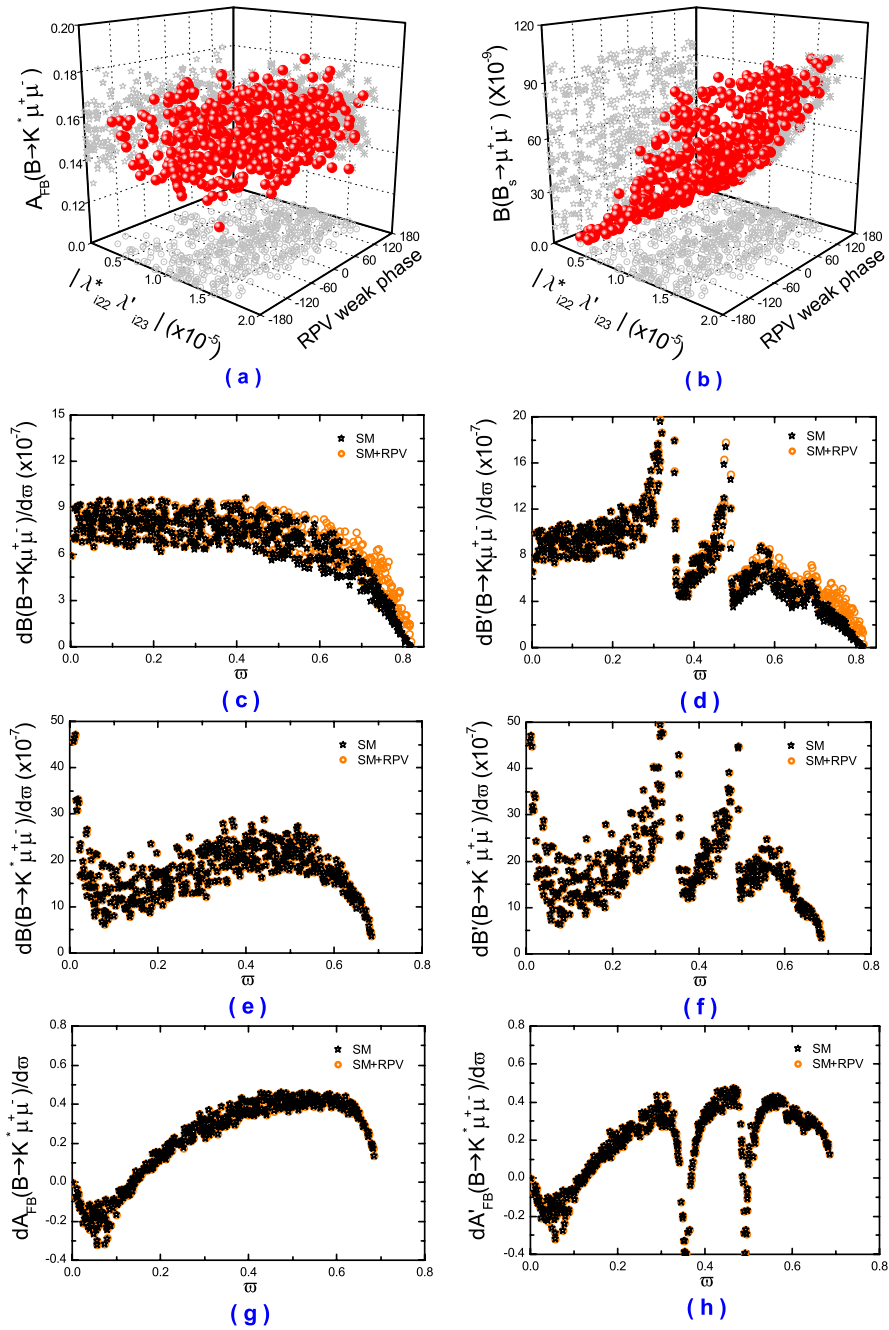 0.20
0.18
0.16
0.14
0.12
0.0
A_FB(B→K*μ⁺μ⁻)
0.5
1.0
1.5
2.0
| λ*_i22 λ'_i23 | (x10⁻⁵)
-180
-120
-60
0
60
120
180
RPV weak phase
( a )
120
90
60
30
0.0
B(B_s→μ⁺μ⁻) (X10⁻⁹)
0.5
1.0
1.5
2.0
| λ*_i22 λ'_i23 | (x10⁻⁵)
-180
-120
-60
0
60
120
180
RPV weak phase
( b )
15
12
9
6
3
0
dB(B→Kμ⁺μ⁻)/dϖ (x10⁻⁷)
SM
SM+RPV
0.0 0.2 0.4 0.6 0.8
ϖ
( c )
20
16
12
8
4
0
dB'(B→Kμ⁺μ⁻)/dϖ (x10⁻⁷)
SM
SM+RPV
0.0 0.2 0.4 0.6 0.8
ϖ
( d )
50
40
30
20
10
0
dB(B→K*μ⁺μ⁻)/dϖ (x10⁻⁷)
SM
SM+RPV
0.0 0.2 0.4 0.6 0.8
ϖ
( e )
50
40
30
20
10
0
dB'(B→K*μ⁺μ⁻)/dϖ (x10⁻⁷)
SM
SM+RPV
0.0 0.2 0.4 0.6 0.8
ϖ
( f )
0.8
0.6
0.4
0.2
0.0
-0.2
-0.4
dA_FB(B→K*μ⁺μ⁻)/dϖ
SM
SM+RPV
0.0 0.2 0.4 0.6 0.8
ϖ
( g )
0.8
0.6
0.4
0.2
0.0
-0.2
-0.4
dA'_FB(B→K*μ⁺μ⁻)/dϖ
SM
SM+RPV
0.0 0.2 0.4 0.6 0.8
ϖ
( h )